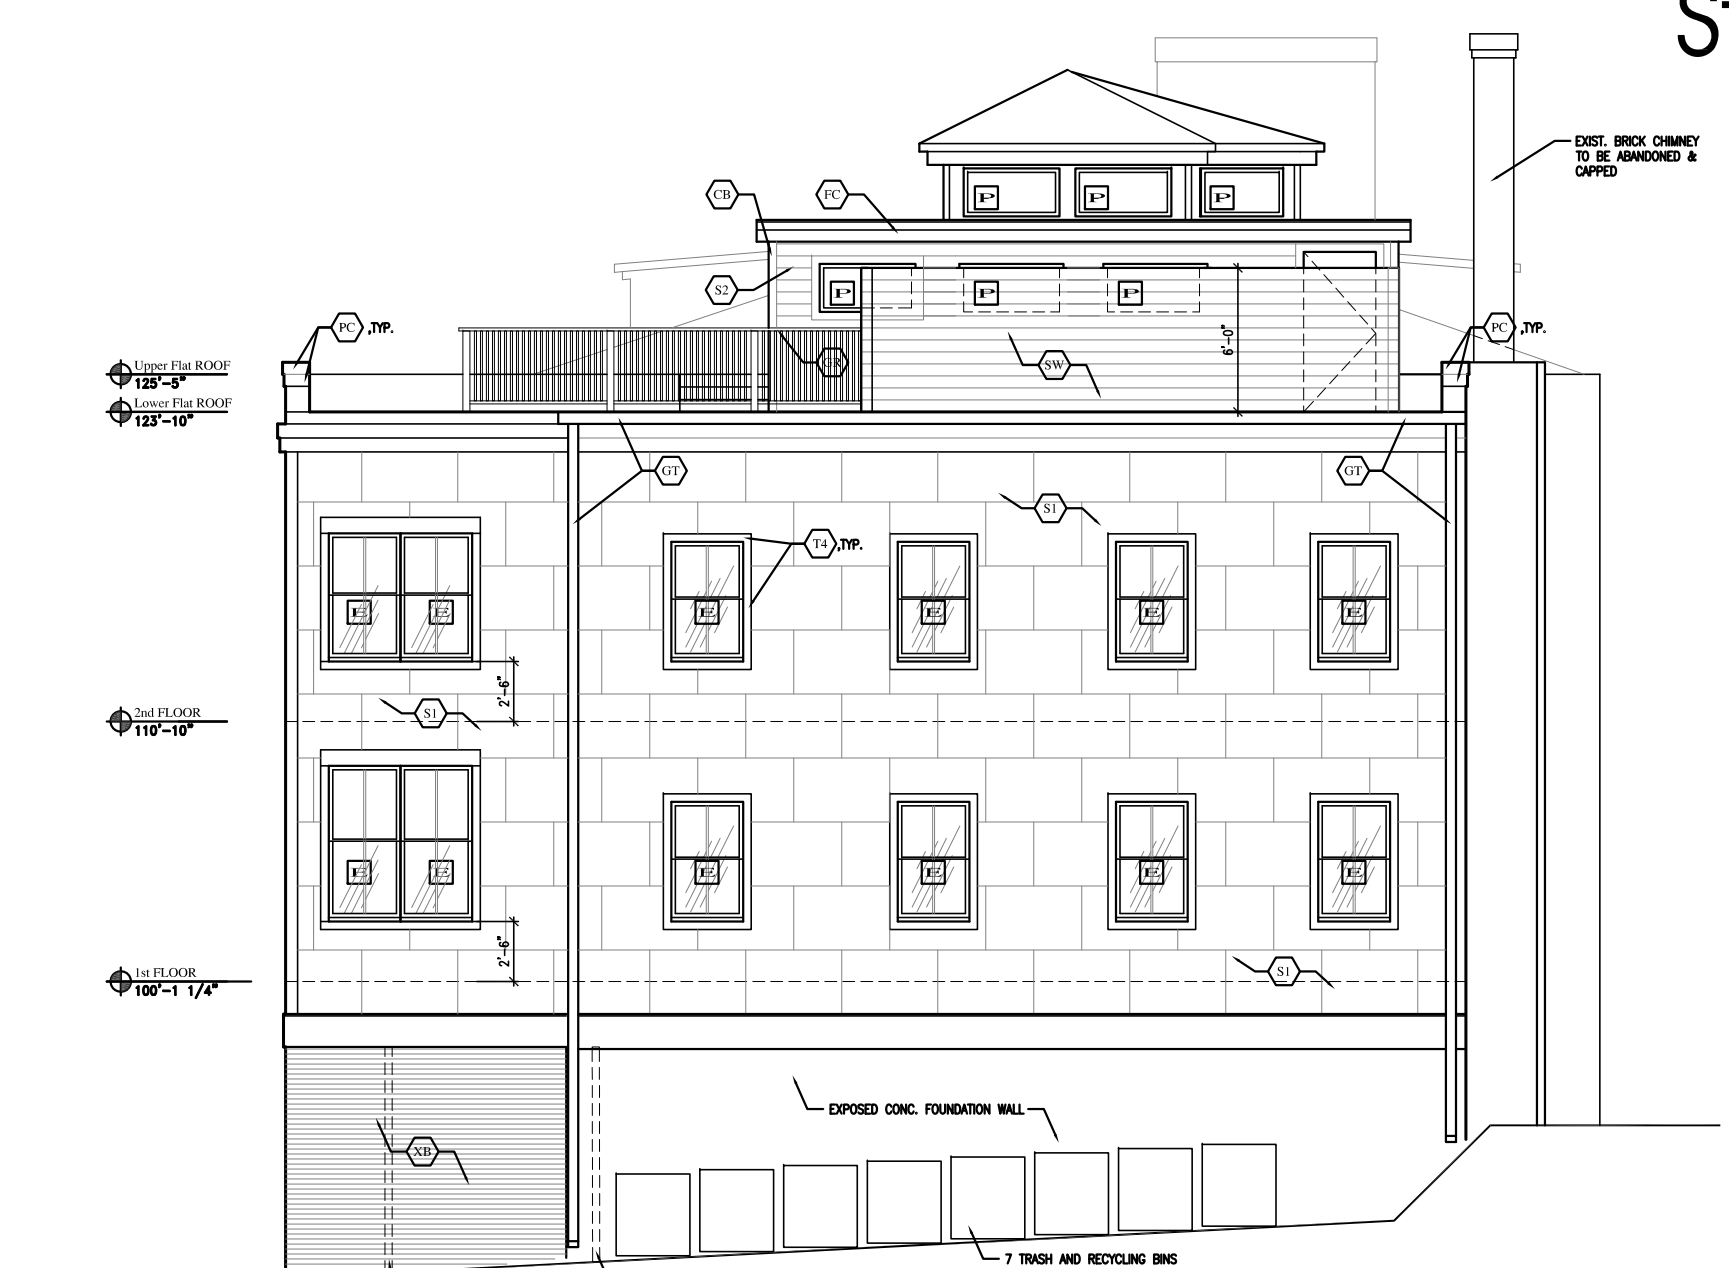 EXIST. BRICK CHIMNEY
TO BE ABANDONED &
CAPPED
CB
FC
P
P
P
S2
P
P
P
PC ,TYP.
GR
SW
6'-0"
PC ,TYP.
Upper Flat ROOF
125'-5"
Lower Flat ROOF
123'-10"
GT
GT
S1
T4 ,TYP.
E
E
E
E
E
E
2'-6"
S1
2nd FLOOR
110'-10"
E
E
E
E
E
E
2'-6"
1st FLOOR
100'-1 1/4"
S1
EXPOSED CONC. FOUNDATION WALL
XB
7 TRASH AND RECYCLING BINS